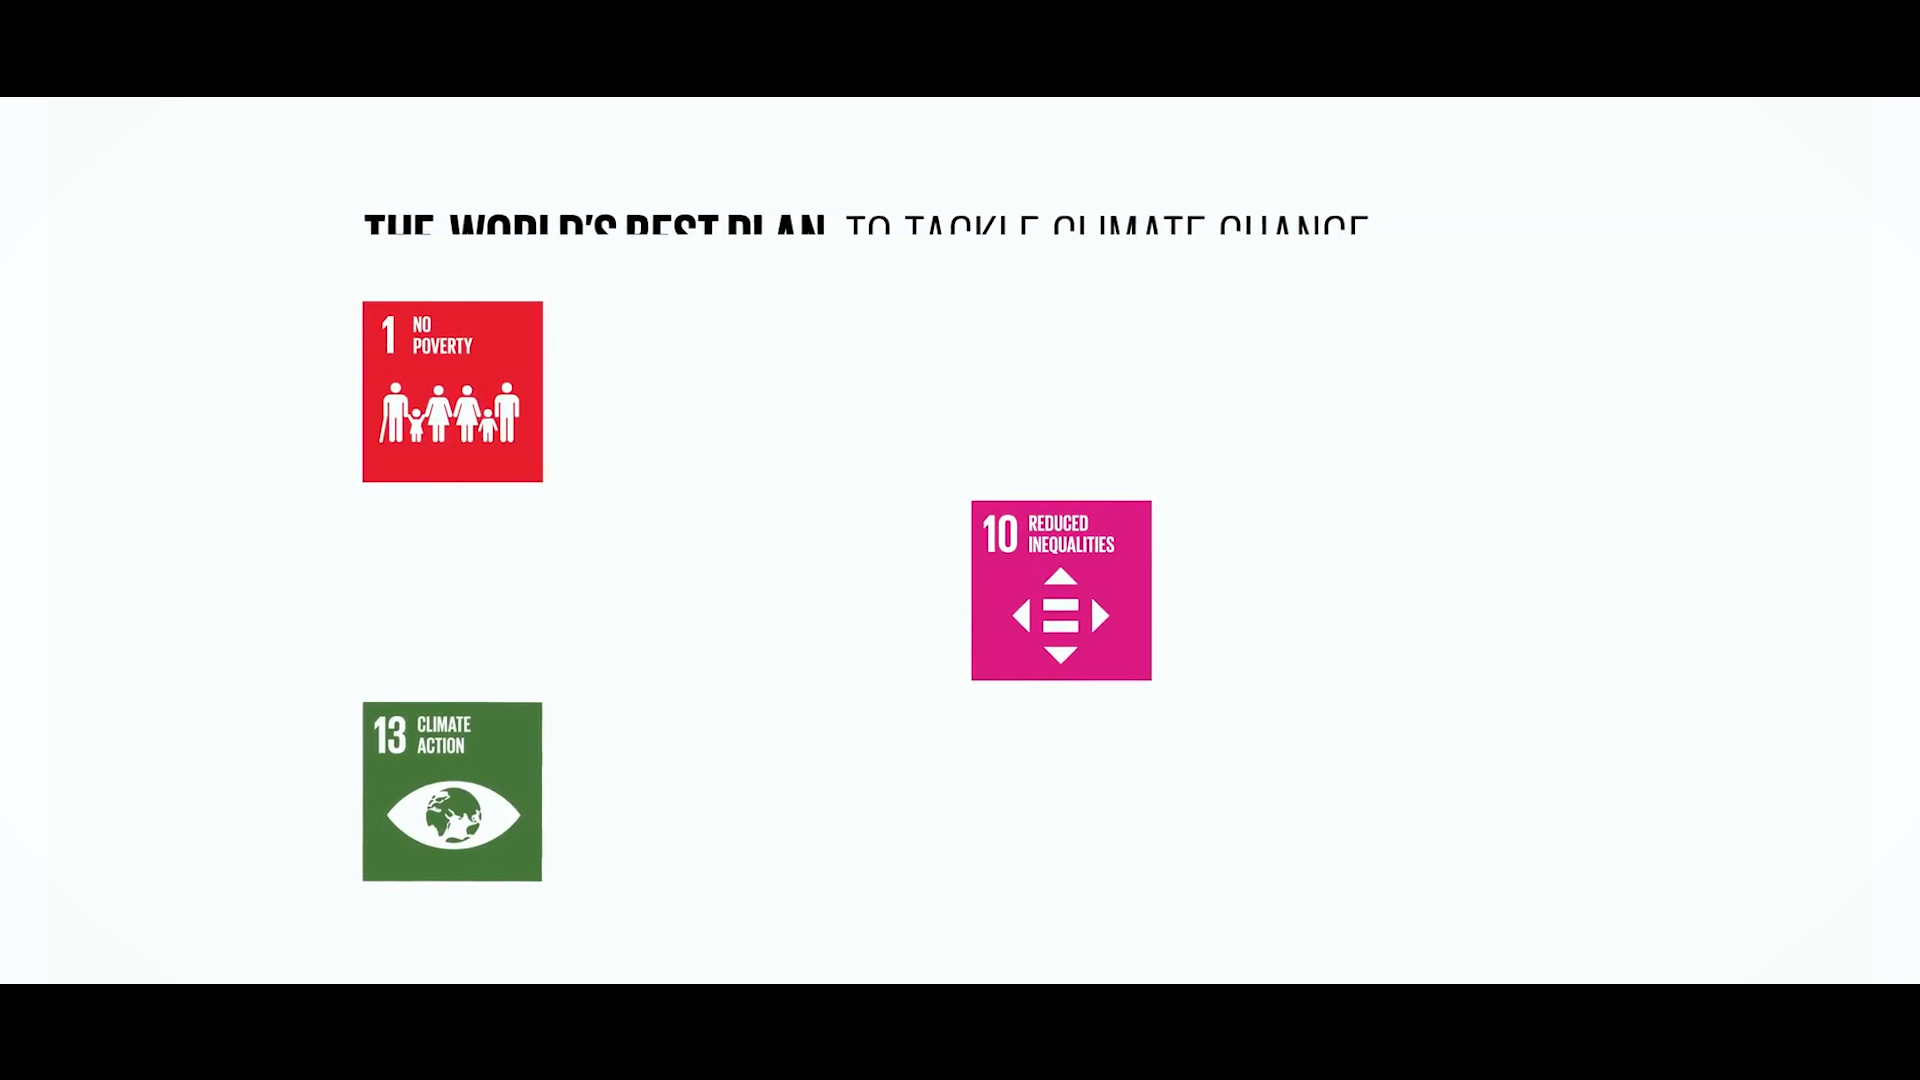 THE WORLD'S BEST PLAN TO TACKLE CLIMATE CHANGE
1 NO
POVERTY
10 REDUCED
INEQUALITIES
13 CLIMATE
ACTION